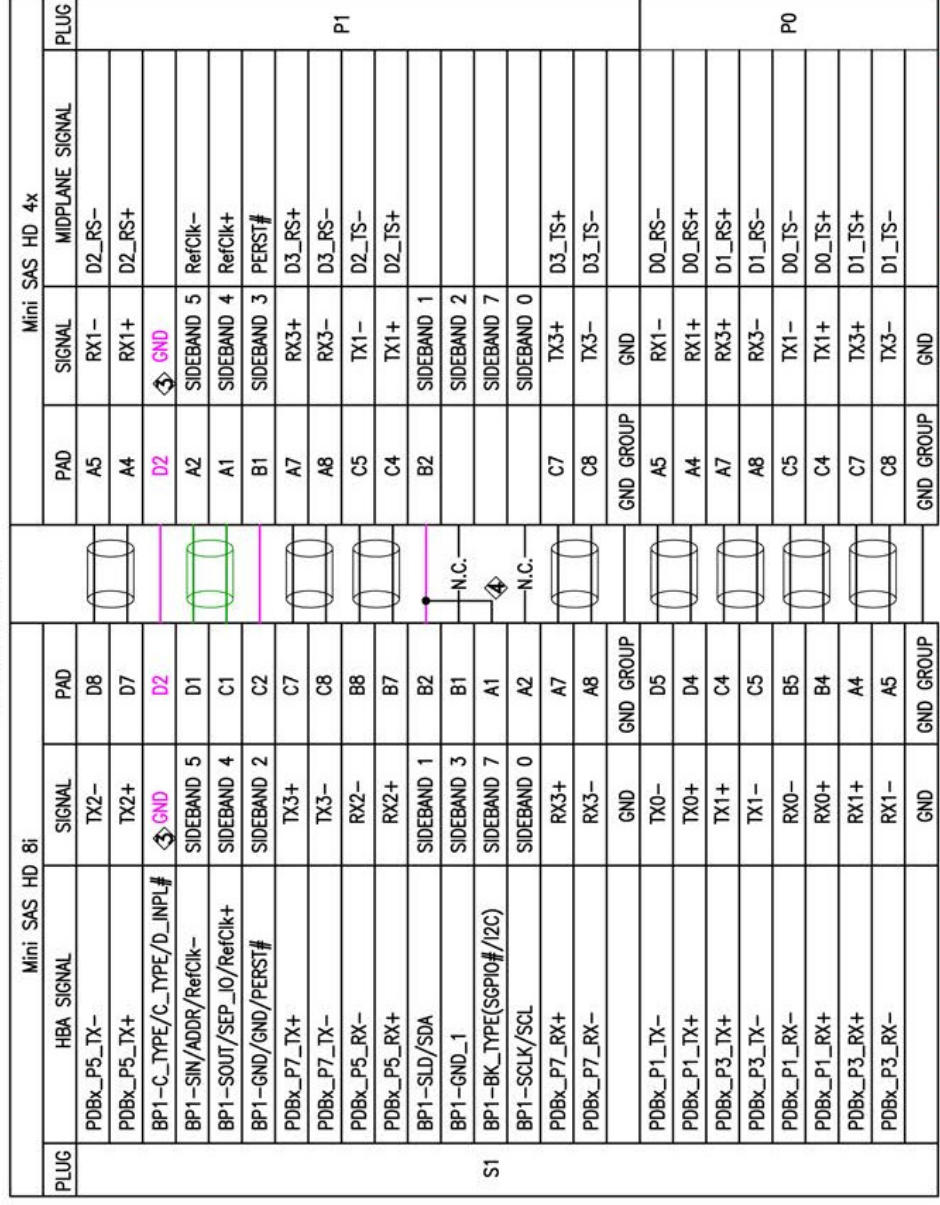 Mini SAS HD 8i Mini SAS HD 4x
PLUG HBA SIGNAL SIGNAL PAD PAD SIGNAL MIDPLANE SIGNAL PLUG
PDBx_P5_TX- TX2- D8 A5 RX1- D2_RS-
PDBx_P5_TX+ TX2+ D7 A4 RX1+ D2_RS+
BP1-C_TYPE/C_TYPE/D_INPL# 3 GND D2 D2 3 GND
BP1-SIN/ADDR/RefClk- SIDEBAND 5 D1 A2 SIDEBAND 5 RefClk-
BP1-SOUT/SEP_IO/RefClk+ SIDEBAND 4 C1 A1 SIDEBAND 4 RefClk+
BP1-GND/GND/PERST# SIDEBAND 2 C2 B1 SIDEBAND 3 PERST#
PDBx_P7_TX+ TX3+ C7 A7 RX3+ D3_RS+
PDBx_P7_TX- TX3- C8 A8 RX3- D3_RS-
PDBx_P5_RX- RX2- B8 C5 TX1- D2_TS-
PDBx_P5_RX+ RX2+ B7 C4 TX1+ D2_TS+
BP1-SLD/SDA SIDEBAND 1 B2 B2 SIDEBAND 1
BP1-GND_1 SIDEBAND 3 B1 N.C. SIDEBAND 2
BP1-BK_TYPE(SGPIO#/I2C) SIDEBAND 7 A1 4 SIDEBAND 7
BP1-SCLK/SCL SIDEBAND 0 A2 N.C. SIDEBAND 0
PDBx_P7_RX+ RX3+ A7 C7 TX3+ D3_TS+
PDBx_P7_RX- RX3- A8 C8 TX3- D3_TS-
GND GND GROUP GND GROUP GND
S1 P1
PDBx_P1_TX- TX0- D5 A5 RX1- D0_RS-
PDBx_P1_TX+ TX0+ D4 A4 RX1+ D0_RS+
PDBx_P3_TX+ TX1+ C4 A7 RX3+ D1_RS+
PDBx_P3_TX- TX1- C5 A8 RX3- D1_RS-
PDBx_P1_RX- RX0- B5 C5 TX1- D0_TS-
PDBx_P1_RX+ RX0+ B4 C4 TX1+ D0_TS+
PDBx_P3_RX+ RX1+ A4 C7 TX3+ D1_TS+
PDBx_P3_RX- RX1- A5 C8 TX3- D1_TS-
GND GND GROUP GND GROUP GND
P0